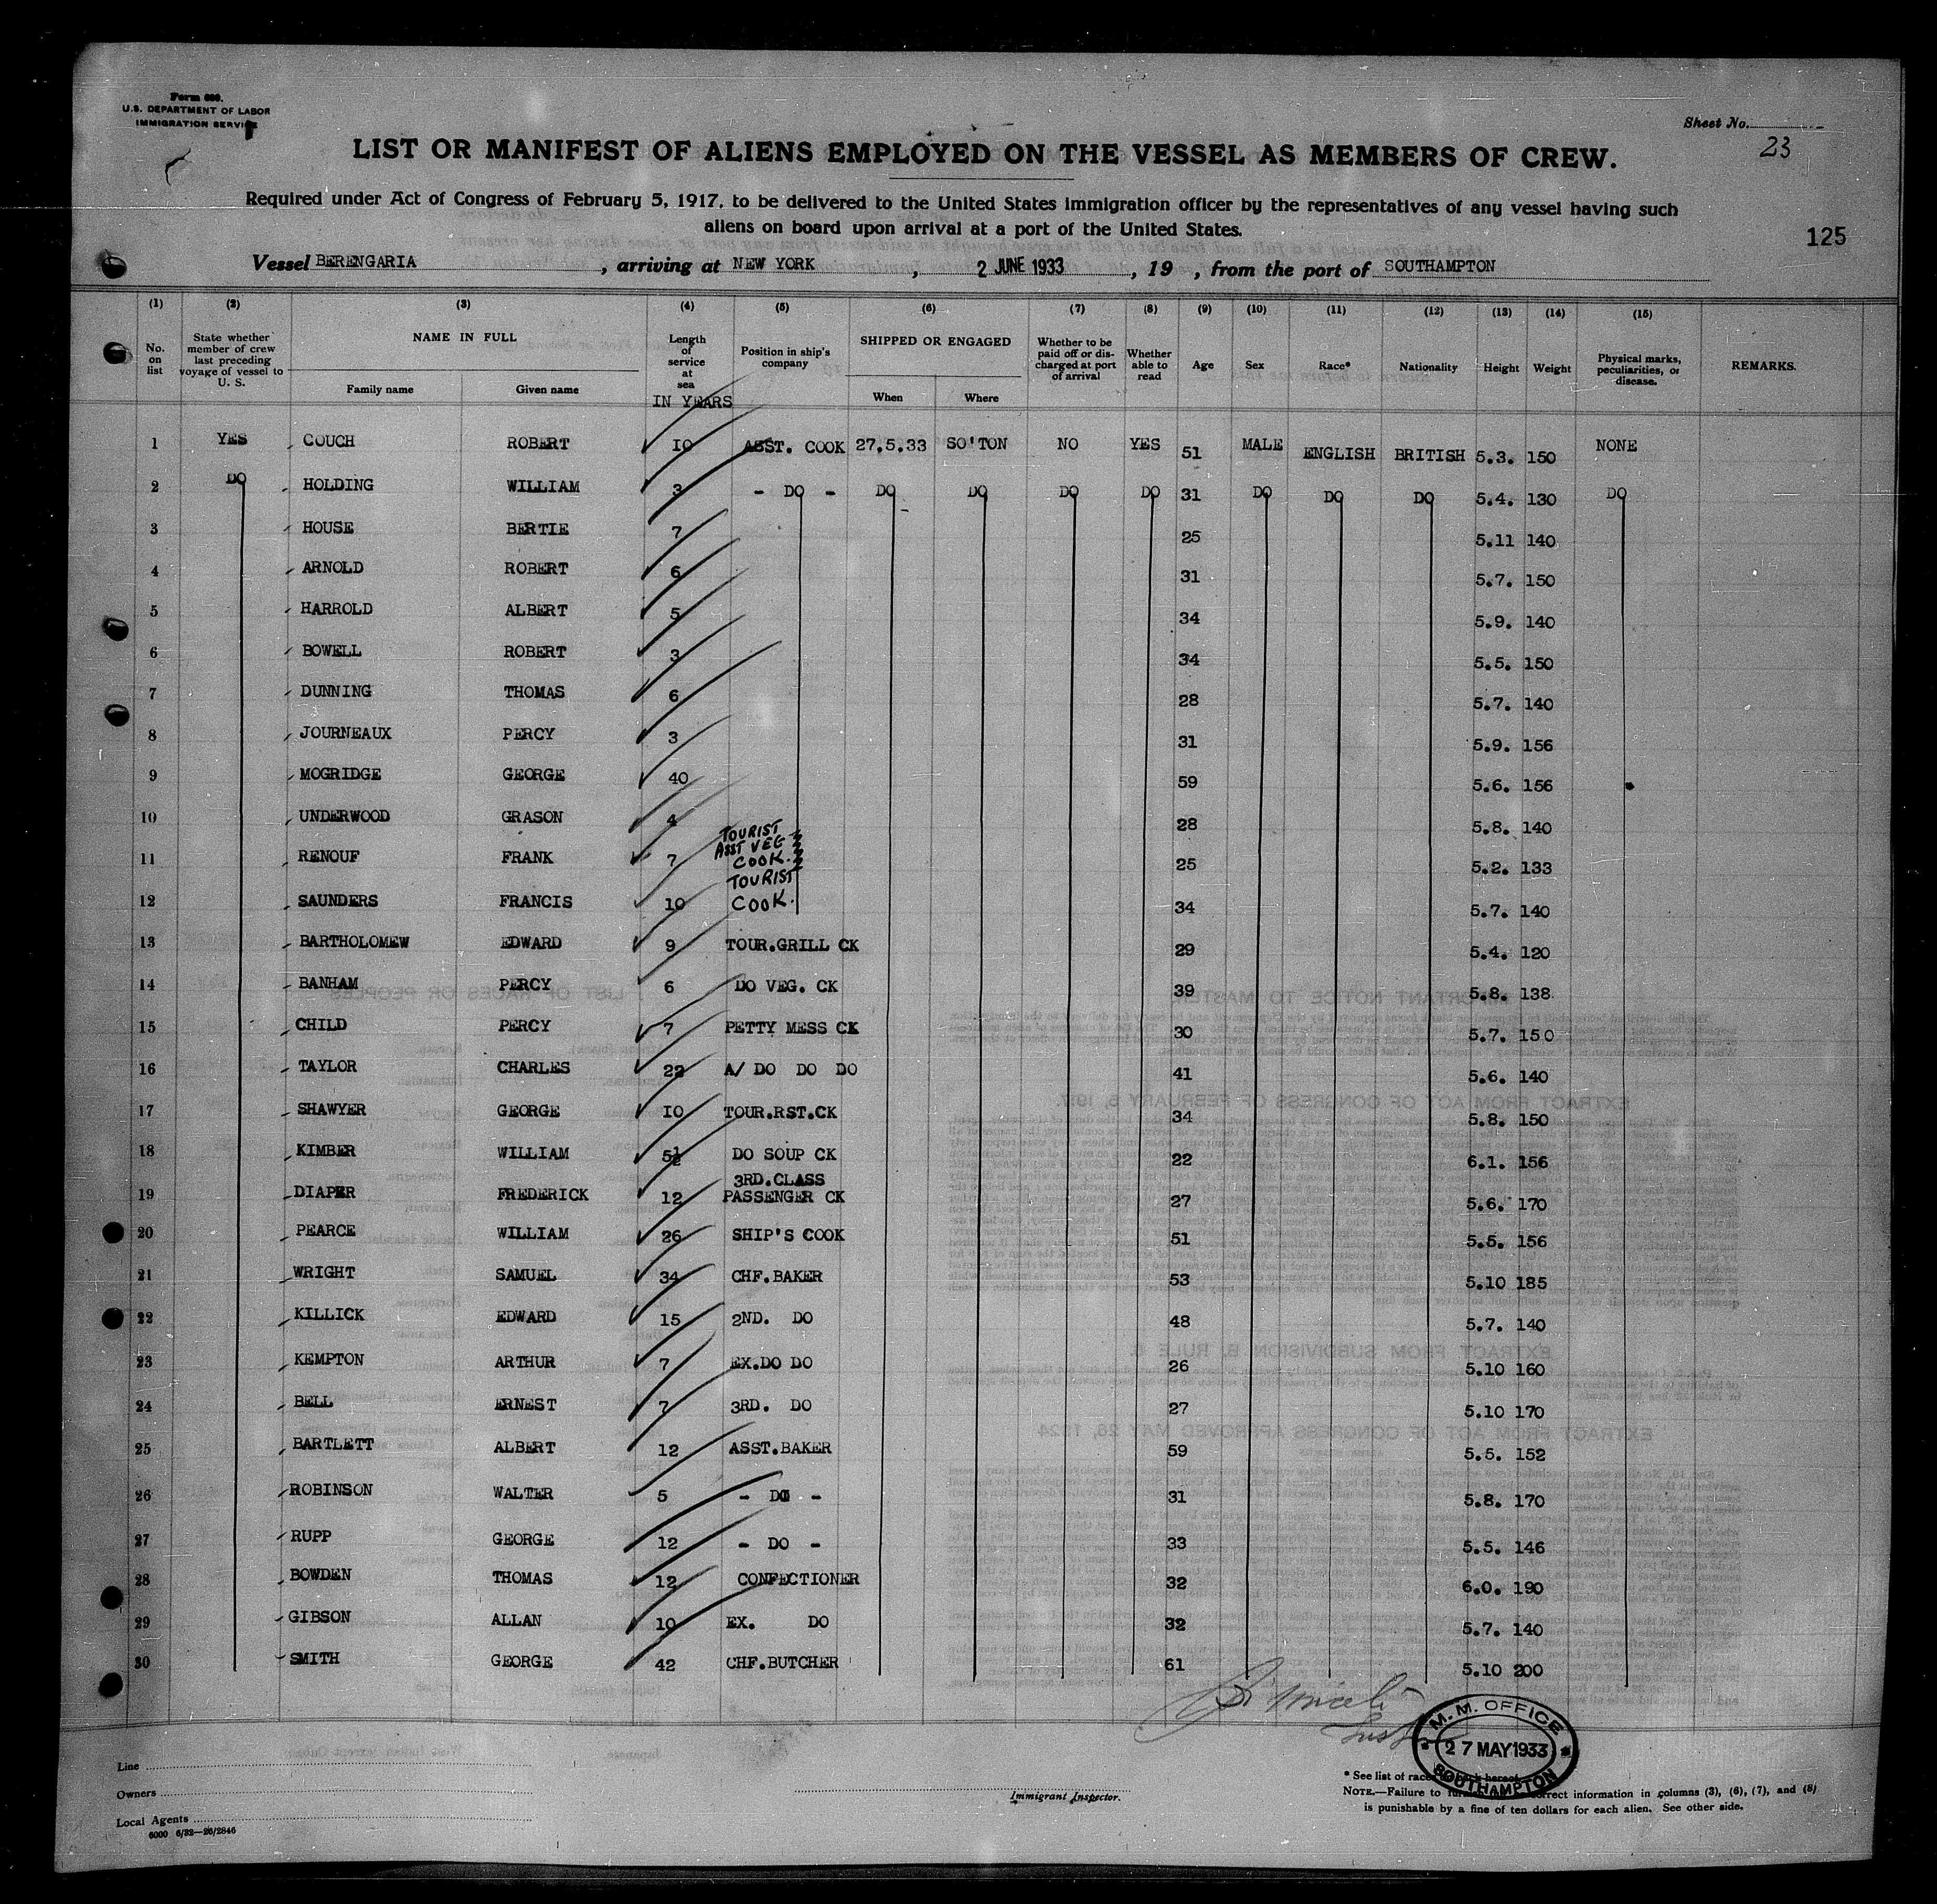 Form 680.
U.S. DEPARTMENT OF LABOR
IMMIGRATION SERVICE
Sheet No.
23
LIST OR MANIFEST OF ALIENS EMPLOYED ON THE VESSEL AS MEMBERS OF CREW.
Required under Act of Congress of February 5, 1917, to be delivered to the United States immigration officer by the representatives of any vessel having such
aliens on board upon arrival at a port of the United States.
125
Vessel BERENGARIA, arriving at NEW YORK, 2 JUNE 1933, 19 , from the port of SOUTHAMPTON
(1) (2) (3) (4) (5) (6) (7) (8) (9) (10) (11) (12) (13) (14) (15)
No. on list State whether member of crew last preceding voyage of vessel to U. S. NAME IN FULL Family name Given name Length of service at sea IN YEARS Position in ship's company SHIPPED OR ENGAGED When Where Whether to be paid off or discharged at port of arrival Whether able to read Age Sex Race* Nationality Height Weight Physical marks, peculiarities, or disease. REMARKS.
1 YES COUCH ROBERT 10 ASST. COOK 27.5.33 SO'TON NO YES 51 MALE ENGLISH BRITISH 5.3. 150 NONE
2 DO HOLDING WILLIAM 3 - DO - DO DO DO DO 31 DO DO DO 5.4. 130 DO
3 HOUSE BERTIE 7 25 5.11 140
4 ARNOLD ROBERT 6 31 5.7. 150
5 HARROLD ALBERT 5 34 5.9. 140
6 BOWELL ROBERT 3 34 5.5. 150
7 DUNNING THOMAS 6 28 5.7. 140
8 JOURNEAUX PERCY 3 31 5.9. 156
9 MOGRIDGE GEORGE 40 59 5.6. 156
10 UNDERWOOD GRASON 4 28 5.8. 140
11 RENOUF FRANK 7 TOURIST ASST VEG COOK. 25 5.2. 133
12 SAUNDERS FRANCIS 10 TOURIST COOK. 34 5.7. 140
13 BARTHOLOMEW EDWARD 9 TOUR.GRILL CK 29 5.4. 120
14 BANHAM PERCY 6 DO VEG. CK 39 5.8. 138
15 CHILD PERCY 7 PETTY MESS CK 30 5.7. 150
16 TAYLOR CHARLES 22 A/ DO DO DO 41 5.6. 140
17 SHAWYER GEORGE 10 TOUR.RST.CK 34 5.8. 150
18 KIMBER WILLIAM 5½ DO SOUP CK 22 6.1. 156
19 DIAPER FREDERICK 12 3RD.CLASS PASSENGER CK 27 5.6. 170
20 PEARCE WILLIAM 26 SHIP'S COOK 51 5.5. 156
21 WRIGHT SAMUEL 34 CHF.BAKER 53 5.10 185
22 KILLICK EDWARD 15 2ND. DO 48 5.7. 140
23 KEMPTON ARTHUR 7 EX.DO DO 26 5.10 160
24 BELL ERNEST 7 3RD. DO 27 5.10 170
25 BARTLETT ALBERT 12 ASST.BAKER 59 5.5. 152
26 ROBINSON WALTER 5 - DO - 31 5.8. 170
27 RUPP GEORGE 12 - DO - 33 5.5. 146
28 BOWDEN THOMAS 12 CONFECTIONER 32 6.0. 190
29 GIBSON ALLAN 10 EX. DO 32 5.7. 140
30 SMITH GEORGE 42 CHF.BUTCHER 61 5.10 200
M.M. OFFICE
27 MAY 1933
SOUTHAMPTON
Line
Owners
Local Agents
6000 6/32—26/2846
Immigrant Inspector.
* See list of races
NOTE.—Failure to correct information in columns (3), (6), (7), and (8)
is punishable by a fine of ten dollars for each alien. See other side.